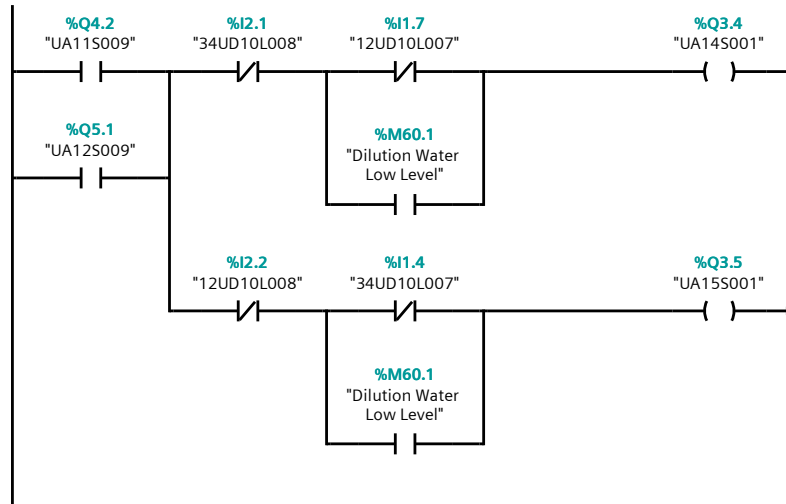 %Q4.2
"UA11S009"
%I2.1
"34UD10L008"
%I1.7
"12UD10L007"
%Q3.4
"UA14S001"
%Q5.1
"UA12S009"
%M60.1
"Dilution Water
Low Level"
%I2.2
"12UD10L008"
%I1.4
"34UD10L007"
%Q3.5
"UA15S001"
%M60.1
"Dilution Water
Low Level"